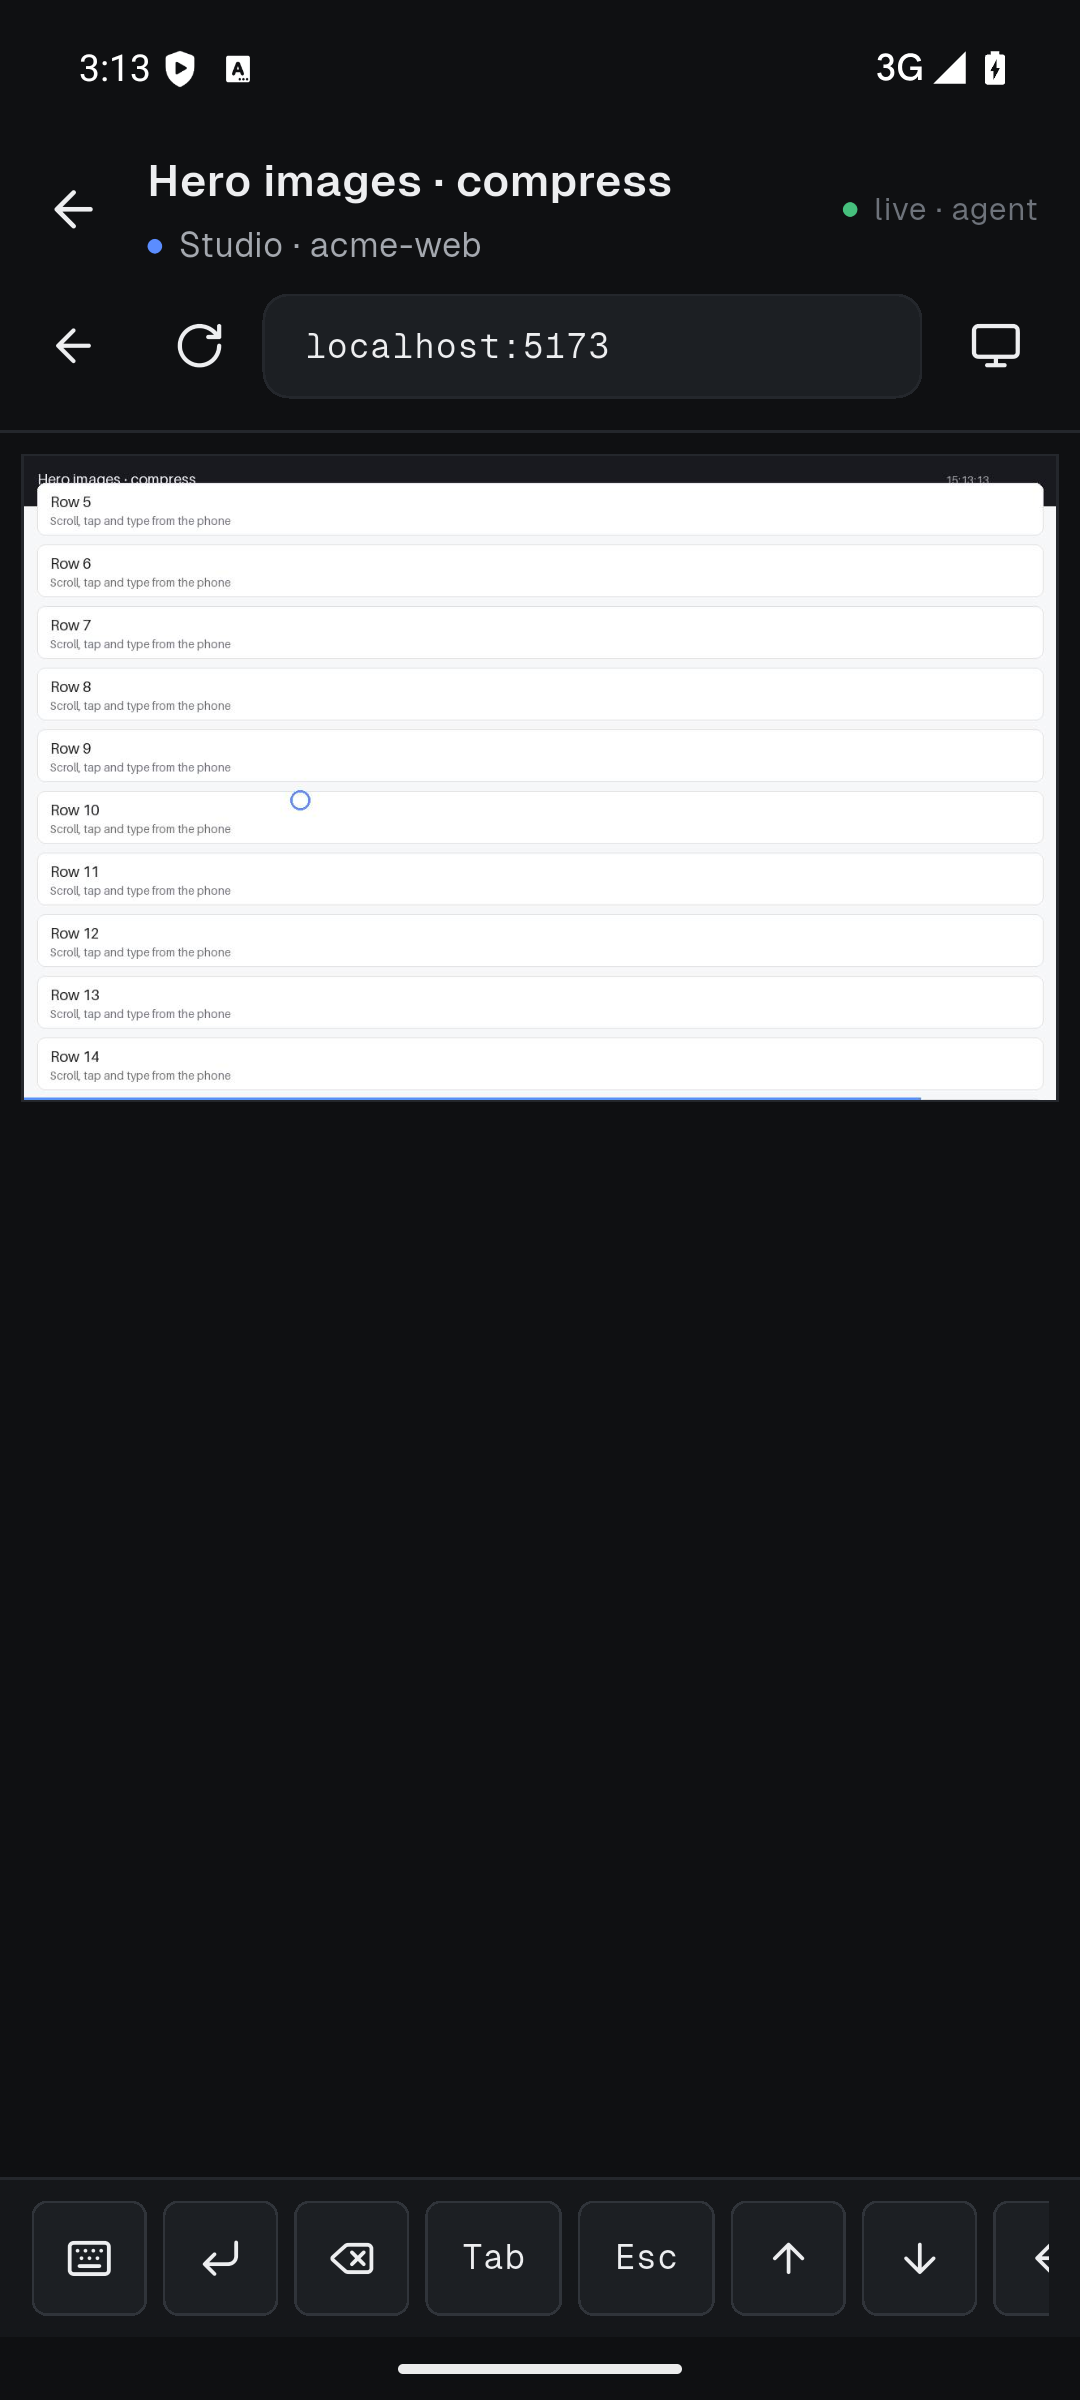 3:13
3G
Hero images · compress
Studio · acme-web
live · agent
localhost:5173
Hero images · compress
15:13:13
Row 5
Scroll, tap and type from the phone
Row 6
Scroll, tap and type from the phone
Row 7
Scroll, tap and type from the phone
Row 8
Scroll, tap and type from the phone
Row 9
Scroll, tap and type from the phone
Row 10
Scroll, tap and type from the phone
Row 11
Scroll, tap and type from the phone
Row 12
Scroll, tap and type from the phone
Row 13
Scroll, tap and type from the phone
Row 14
Scroll, tap and type from the phone
Tab
Esc